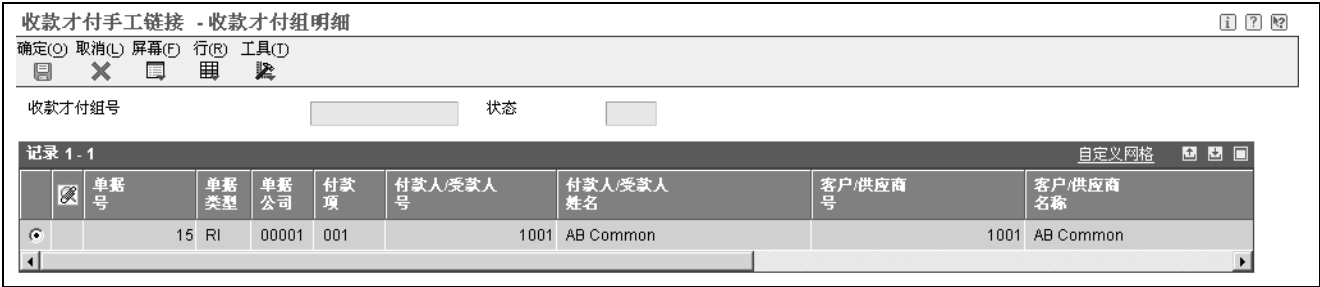 收款才付手工链接 - 收款才付组明细
确定(O) 取消(L) 屏幕(F) 行(R) 工具(T)
收款才付组号 状态
记录 1 - 1 自定义网格
单据号 单据类型 单据公司 付款项 付款人/受款人号 付款人/受款人姓名 客户/供应商号 客户/供应商名称
15 RI 00001 001 1001 AB Common 1001 AB Common